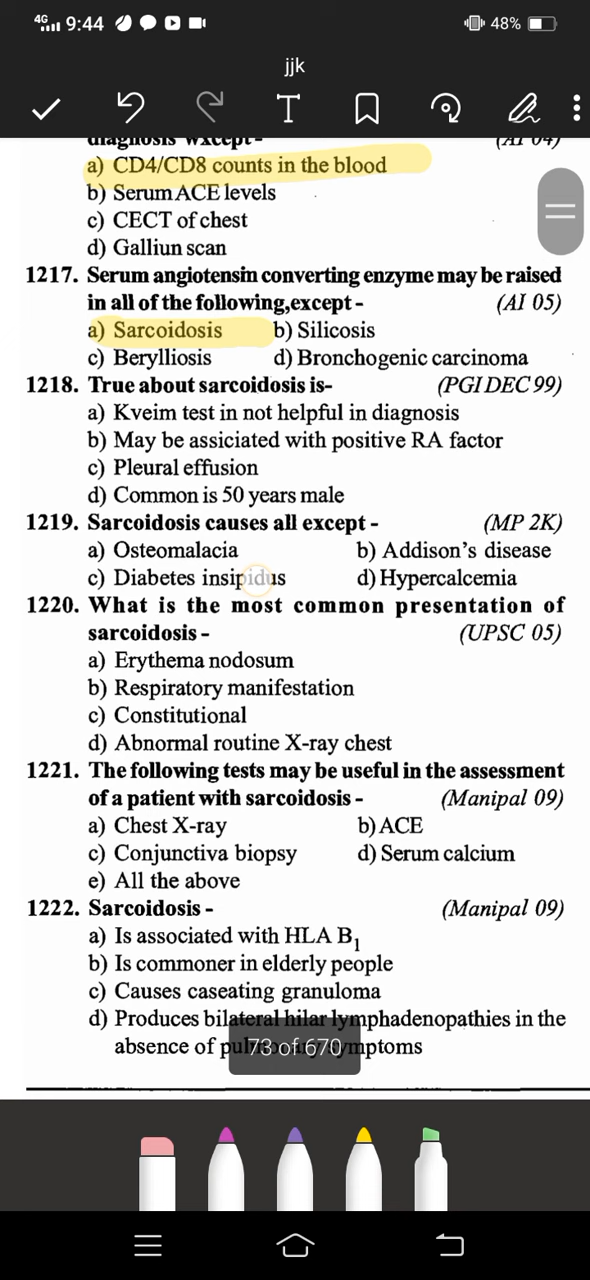 4G 9:44 48%
jjk
T
diagnosis wxcept- (AI 04)
a) CD4/CD8 counts in the blood
b) Serum ACE levels
c) CECT of chest
d) Galliun scan
1217. Serum angiotensin converting enzyme may be raised
in all of the following,except - (AI 05)
a) Sarcoidosis b) Silicosis
c) Berylliosis d) Bronchogenic carcinoma
1218. True about sarcoidosis is- (PGI DEC 99)
a) Kveim test in not helpful in diagnosis
b) May be assiciated with positive RA factor
c) Pleural effusion
d) Common is 50 years male
1219. Sarcoidosis causes all except - (MP 2K)
a) Osteomalacia b) Addison's disease
c) Diabetes insipidus d) Hypercalcemia
1220. What is the most common presentation of
sarcoidosis - (UPSC 05)
a) Erythema nodosum
b) Respiratory manifestation
c) Constitutional
d) Abnormal routine X-ray chest
1221. The following tests may be useful in the assessment
of a patient with sarcoidosis - (Manipal 09)
a) Chest X-ray b) ACE
c) Conjunctiva biopsy d) Serum calcium
e) All the above
1222. Sarcoidosis - (Manipal 09)
a) Is associated with HLA B1
b) Is commoner in elderly people
c) Causes caseating granuloma
d) Produces bilateral hilar lymphadenopathies in the
absence of pulmonary symptoms
73 of 670